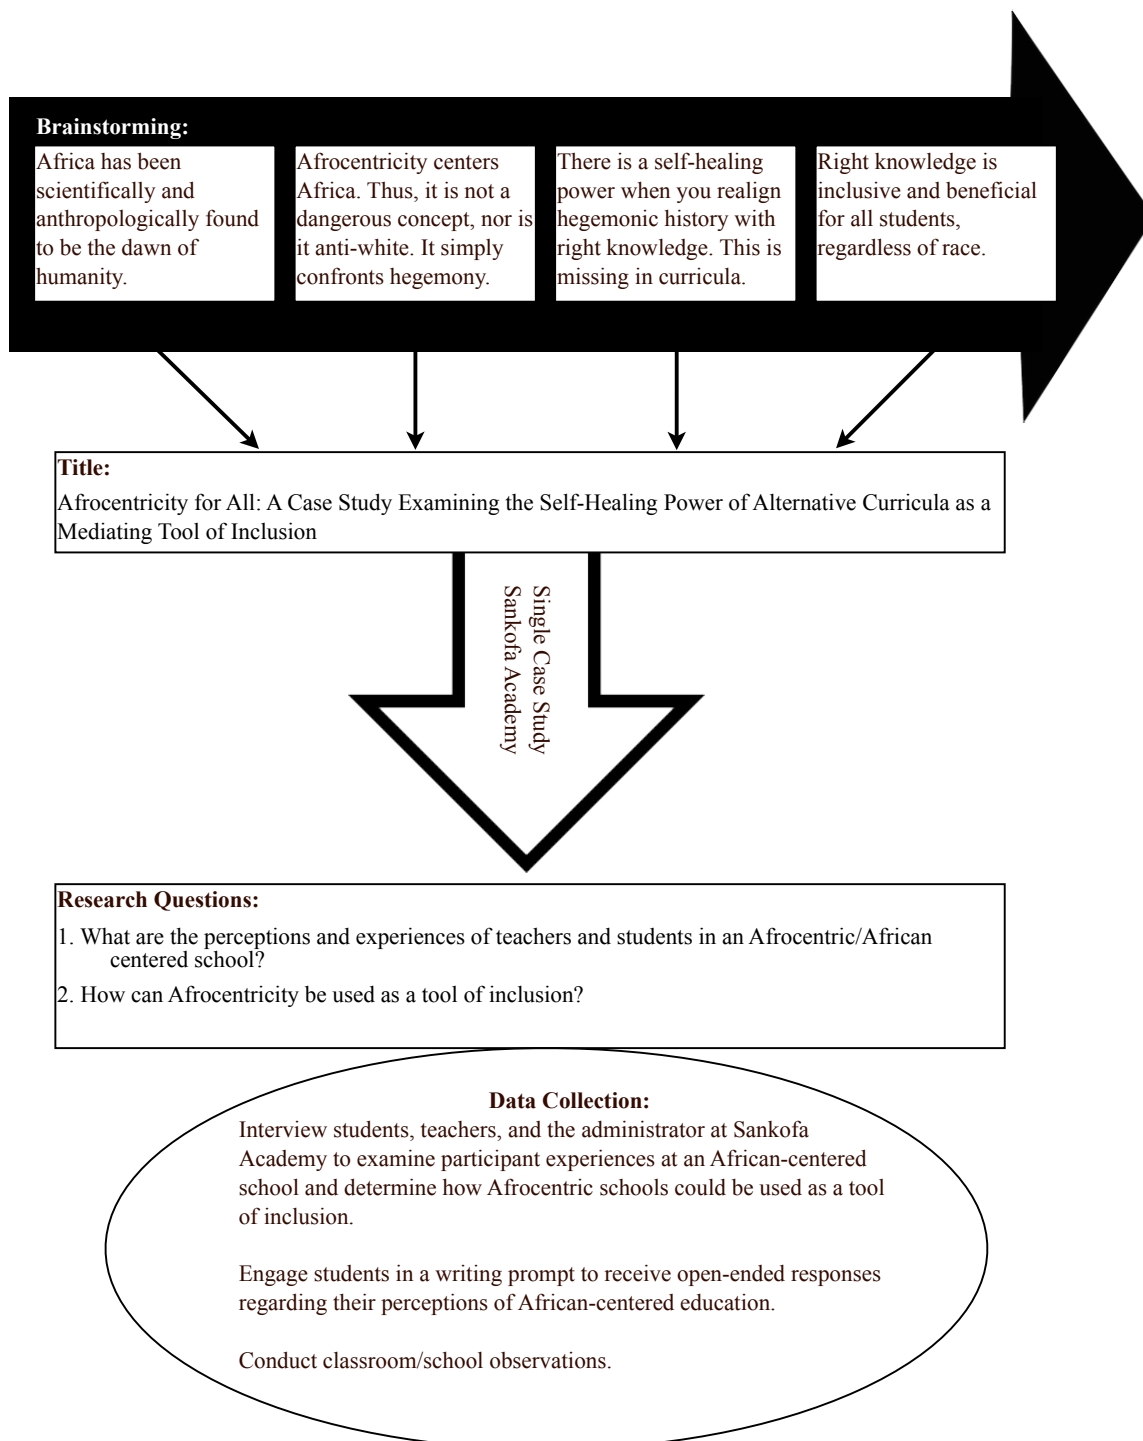 Brainstorming:
Africa has been
scientifically and
anthropologically found
to be the dawn of
humanity.
Afrocentricity centers
Africa. Thus, it is not a
dangerous concept, nor is
it anti-white. It simply
confronts hegemony.
There is a self-healing
power when you realign
hegemonic history with
right knowledge. This is
missing in curricula.
Right knowledge is
inclusive and beneficial
for all students,
regardless of race.
Title:
Afrocentricity for All: A Case Study Examining the Self-Healing Power of Alternative Curricula as a
Mediating Tool of Inclusion
Single Case Study
Sankofa Academy
Research Questions:
1. What are the perceptions and experiences of teachers and students in an Afrocentric/African
centered school?
2. How can Afrocentricity be used as a tool of inclusion?
Data Collection:
Interview students, teachers, and the administrator at Sankofa
Academy to examine participant experiences at an African-centered
school and determine how Afrocentric schools could be used as a tool
of inclusion.
Engage students in a writing prompt to receive open-ended responses
regarding their perceptions of African-centered education.
Conduct classroom/school observations.